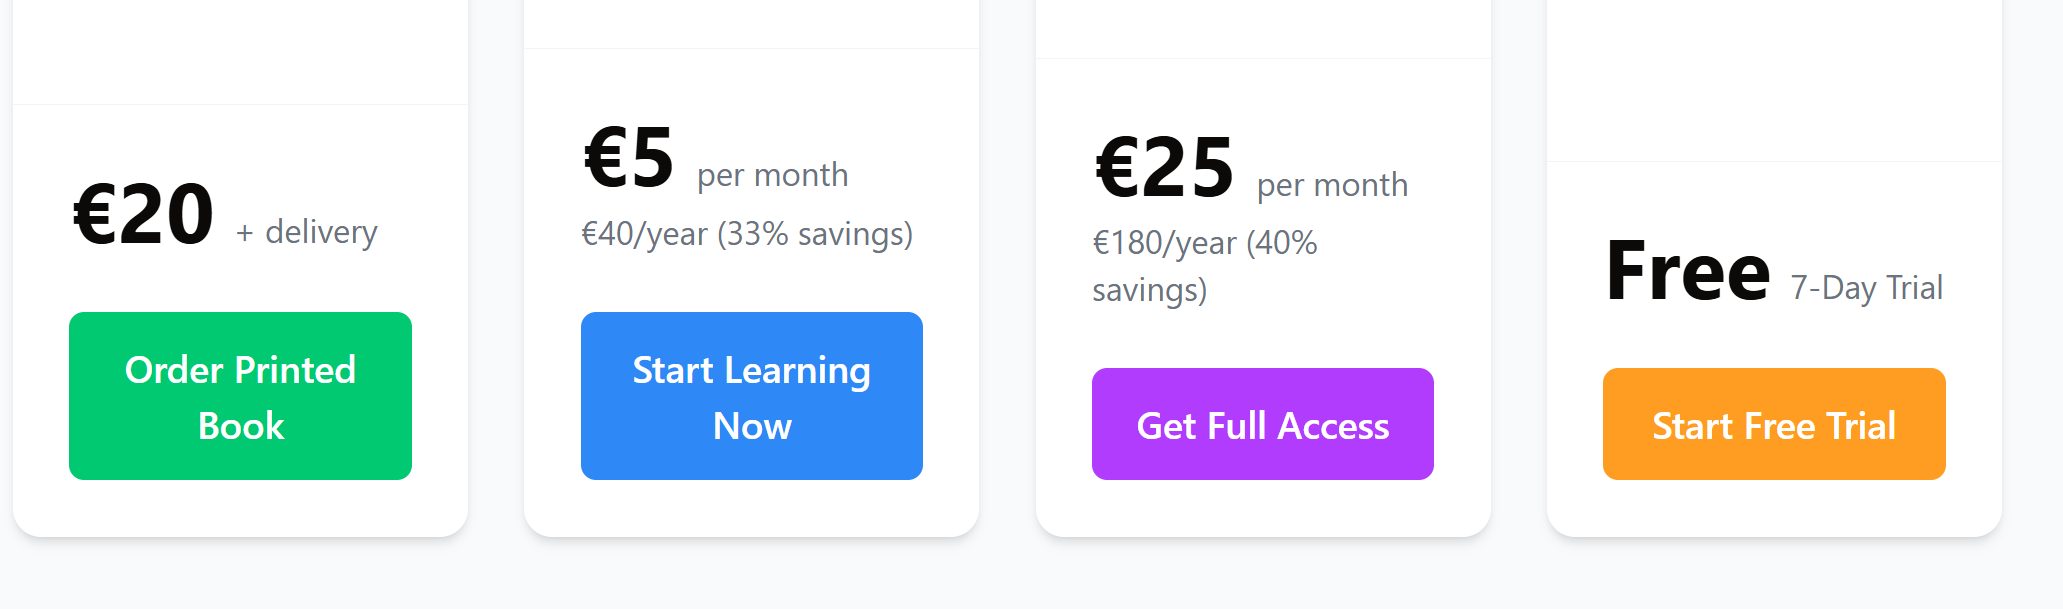 €20 + delivery
Order Printed
Book
€5 per month
€40/year (33% savings)
Start Learning
Now
€25 per month
€180/year (40%
savings)
Get Full Access
Free 7-Day Trial
Start Free Trial